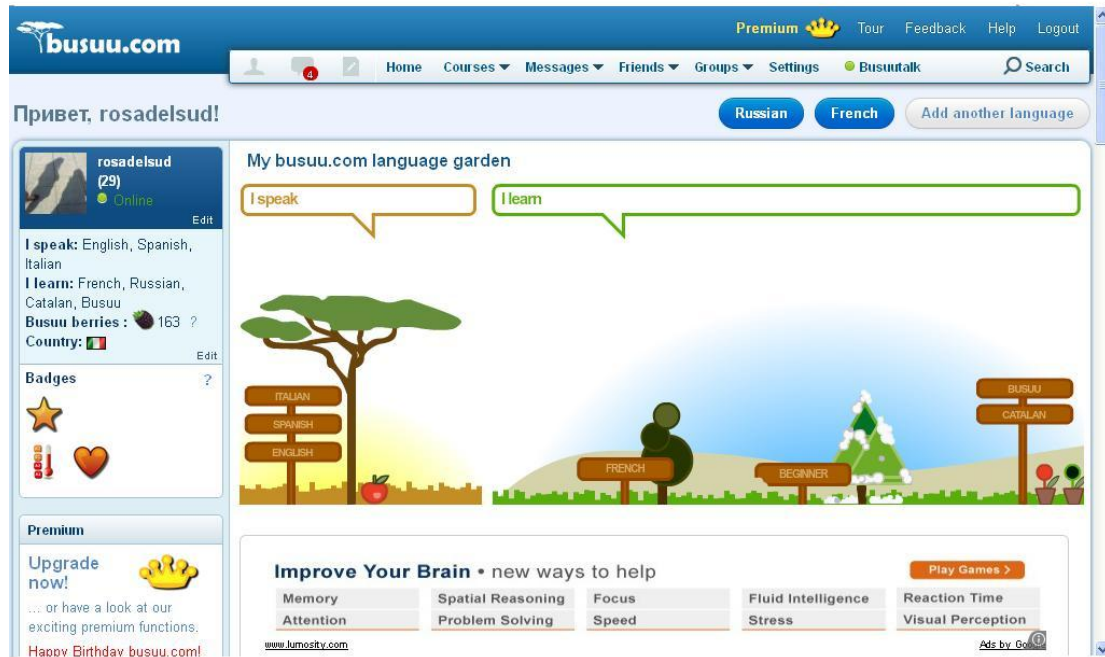 busuu.com
Premium Tour Feedback Help Logout
4
Home Courses Messages Friends Groups Settings Busuutalk Search
Привет, rosadelsud!
Russian French Add another language
rosadelsud
(29)
Online
Edit
I speak: English, Spanish,
Italian
I learn: French, Russian,
Catalan, Busuu
Busuu berries : 163 ?
Country:
Edit
Badges ?
Premium
Upgrade
now!
... or have a look at our
exciting premium functions.
Happy Birthday busuu.com!
My busuu.com language garden
I speak
I learn
ITALIAN
SPANISH
ENGLISH
FRENCH
BEGINNER
BUSUU
CATALAN
Improve Your Brain • new ways to help
Play Games >
Memory Spatial Reasoning Focus Fluid Intelligence Reaction Time
Attention Problem Solving Speed Stress Visual Perception
www.lumosity.com
Ads by